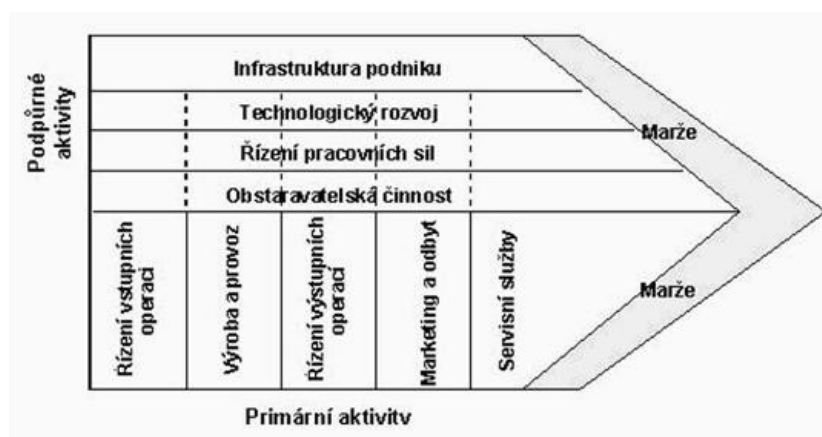 Podpůrné
aktivity
Infrastruktura podniku
Technologický rozvoj
Řízení pracovních sil
Obstaravatelská činnost
Marže
Marže
Řízení vstupních
operací
Výroba a provoz
Řízení výstupních
operací
Marketing a odbyt
Servisní služby
Primární aktivity